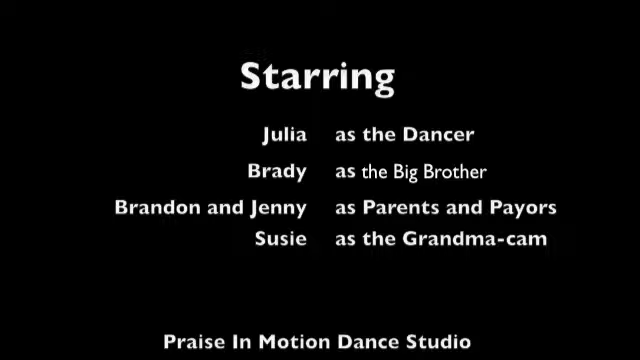 Starring
Julia as the Dancer
Brady as the Big Brother
Brandon and Jenny as Parents and Payors
Susie as the Grandma-cam
Praise In Motion Dance Studio